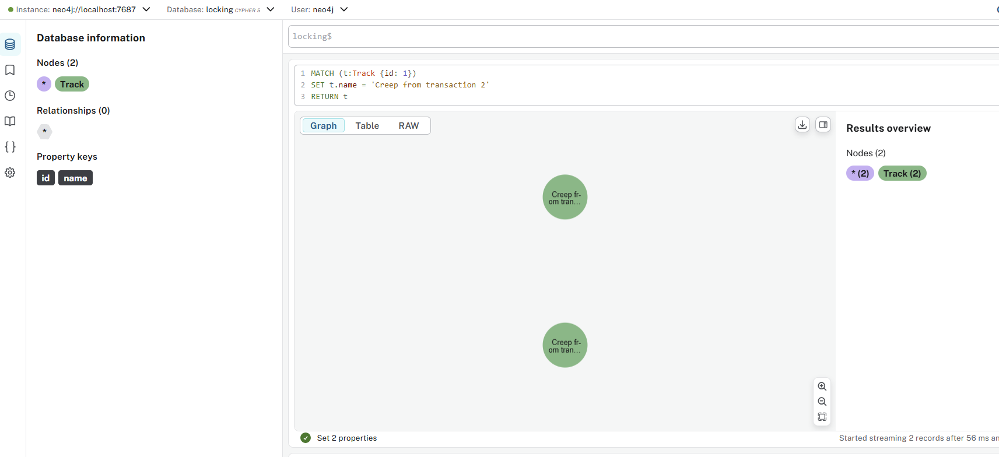 Instance: neo4j://localhost:7687 Database: locking CYPHER 5 User: neo4j
Database information
Nodes (2)
* Track
Relationships (0)
*
Property keys
id name
locking$
1 MATCH (t:Track {id: 1})
2 SET t.name = 'Creep from transaction 2'
3 RETURN t
Graph Table RAW
Creep fr-
om tran...
Creep fr-
om tran...
Results overview
Nodes (2)
* (2) Track (2)
Set 2 properties
Started streaming 2 records after 56 ms an